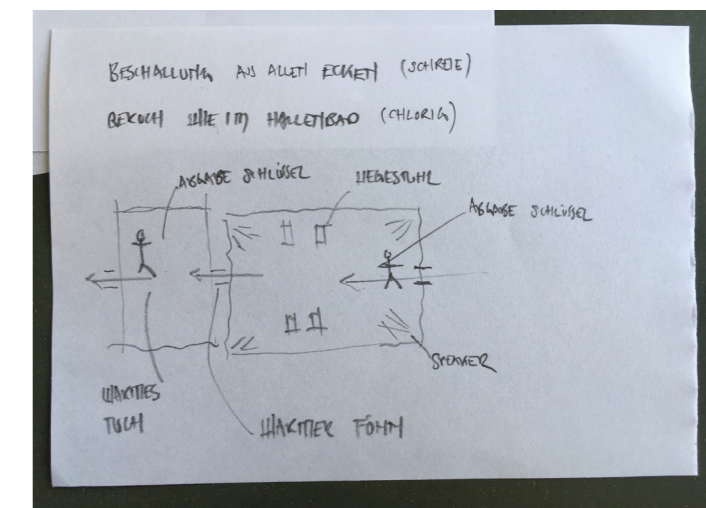 BESCHALLUNG AUS ALLEN ECKEN (SCHREIE)
GERUCH WIE IM HALLENBAD (CHLORIG)
ABGABE SCHLÜSSEL
LIEGESTUHL
ABGABE SCHLÜSSEL
SPEAKER
WARMES
TUCH
WARMER FÖHN